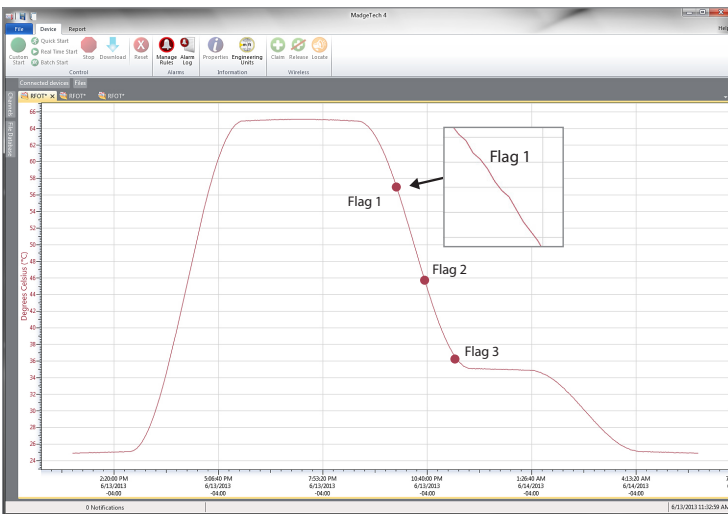 MadgeTech 4
File Device Report Help
Custom Start
Quick Start
Real Time Start
Batch Start
Stop
Download
Reset
Manage Rules
Alarm Log
Properties
Engineering Units
Claim
Release
Locate
Control
Alarms
Information
Wireless
Connected devices Files
RFOT* × RFOT* RFOT*
Channels
File Database
Degrees Celsius (°C)
66
64
62
60
58
56
54
52
50
48
46
44
42
40
38
36
34
32
30
28
26
24
Flag 1
Flag 1
Flag 2
Flag 3
2:20:00 PM
6/13/2013
-04:00
5:06:40 PM
6/13/2013
-04:00
7:53:20 PM
6/13/2013
-04:00
10:40:00 PM
6/13/2013
-04:00
1:26:40 AM
6/14/2013
-04:00
4:13:20 AM
6/14/2013
-04:00
0 Notifications
6/13/2013 11:32:59 AM